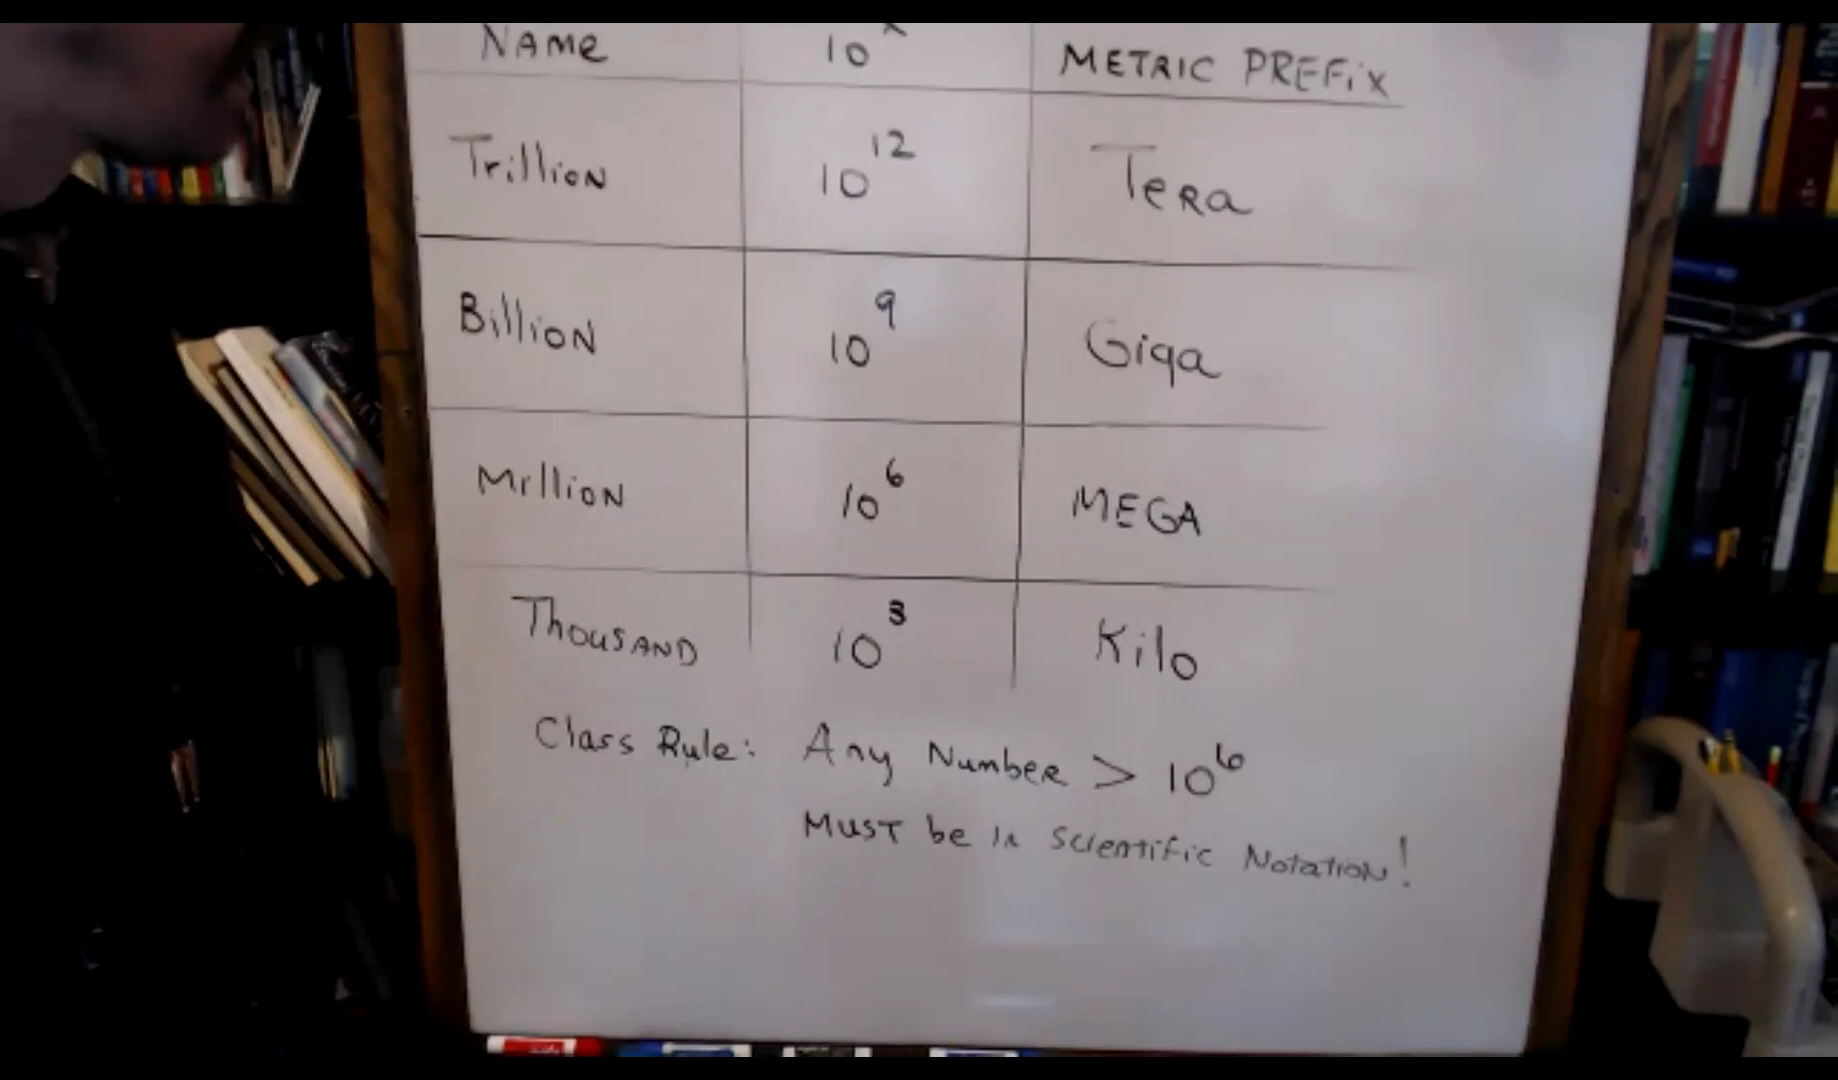 NAME 10^x METRIC PREFiX
Trillion 10^12 Tera
Billion 10^9 Giga
Million 10^6 MEGA
Thousand 10^3 Kilo
Class Rule: Any Number > 10^6
Must be in Scientific Notation!